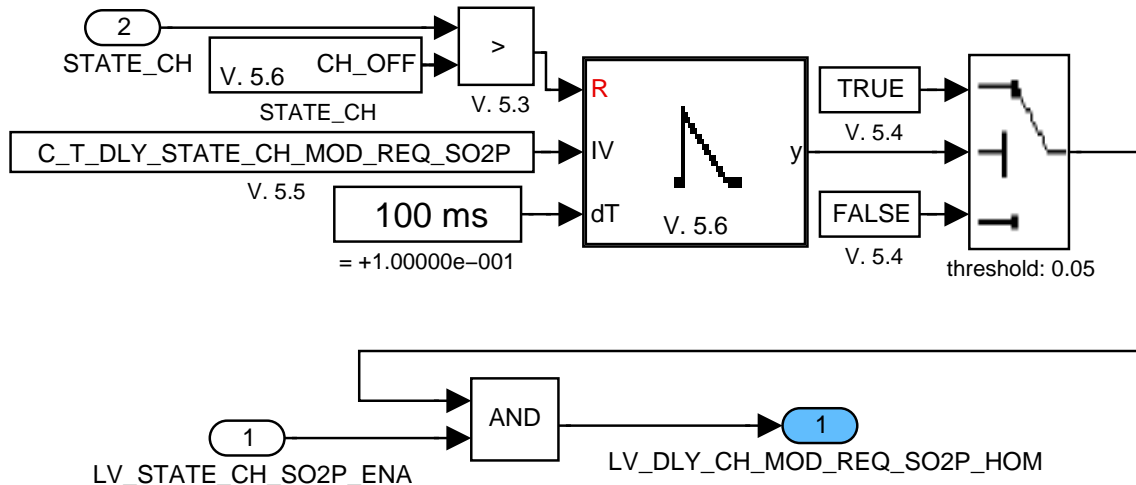 2
STATE_CH
V. 5.6 CH_OFF
STATE_CH
>
V. 5.3
C_T_DLY_STATE_CH_MOD_REQ_SO2P
V. 5.5
100 ms
= +1.00000e−001
R
IV
dT
y
V. 5.6
TRUE
V. 5.4
FALSE
V. 5.4
threshold: 0.05
AND
1
LV_STATE_CH_SO2P_ENA
1
LV_DLY_CH_MOD_REQ_SO2P_HOM